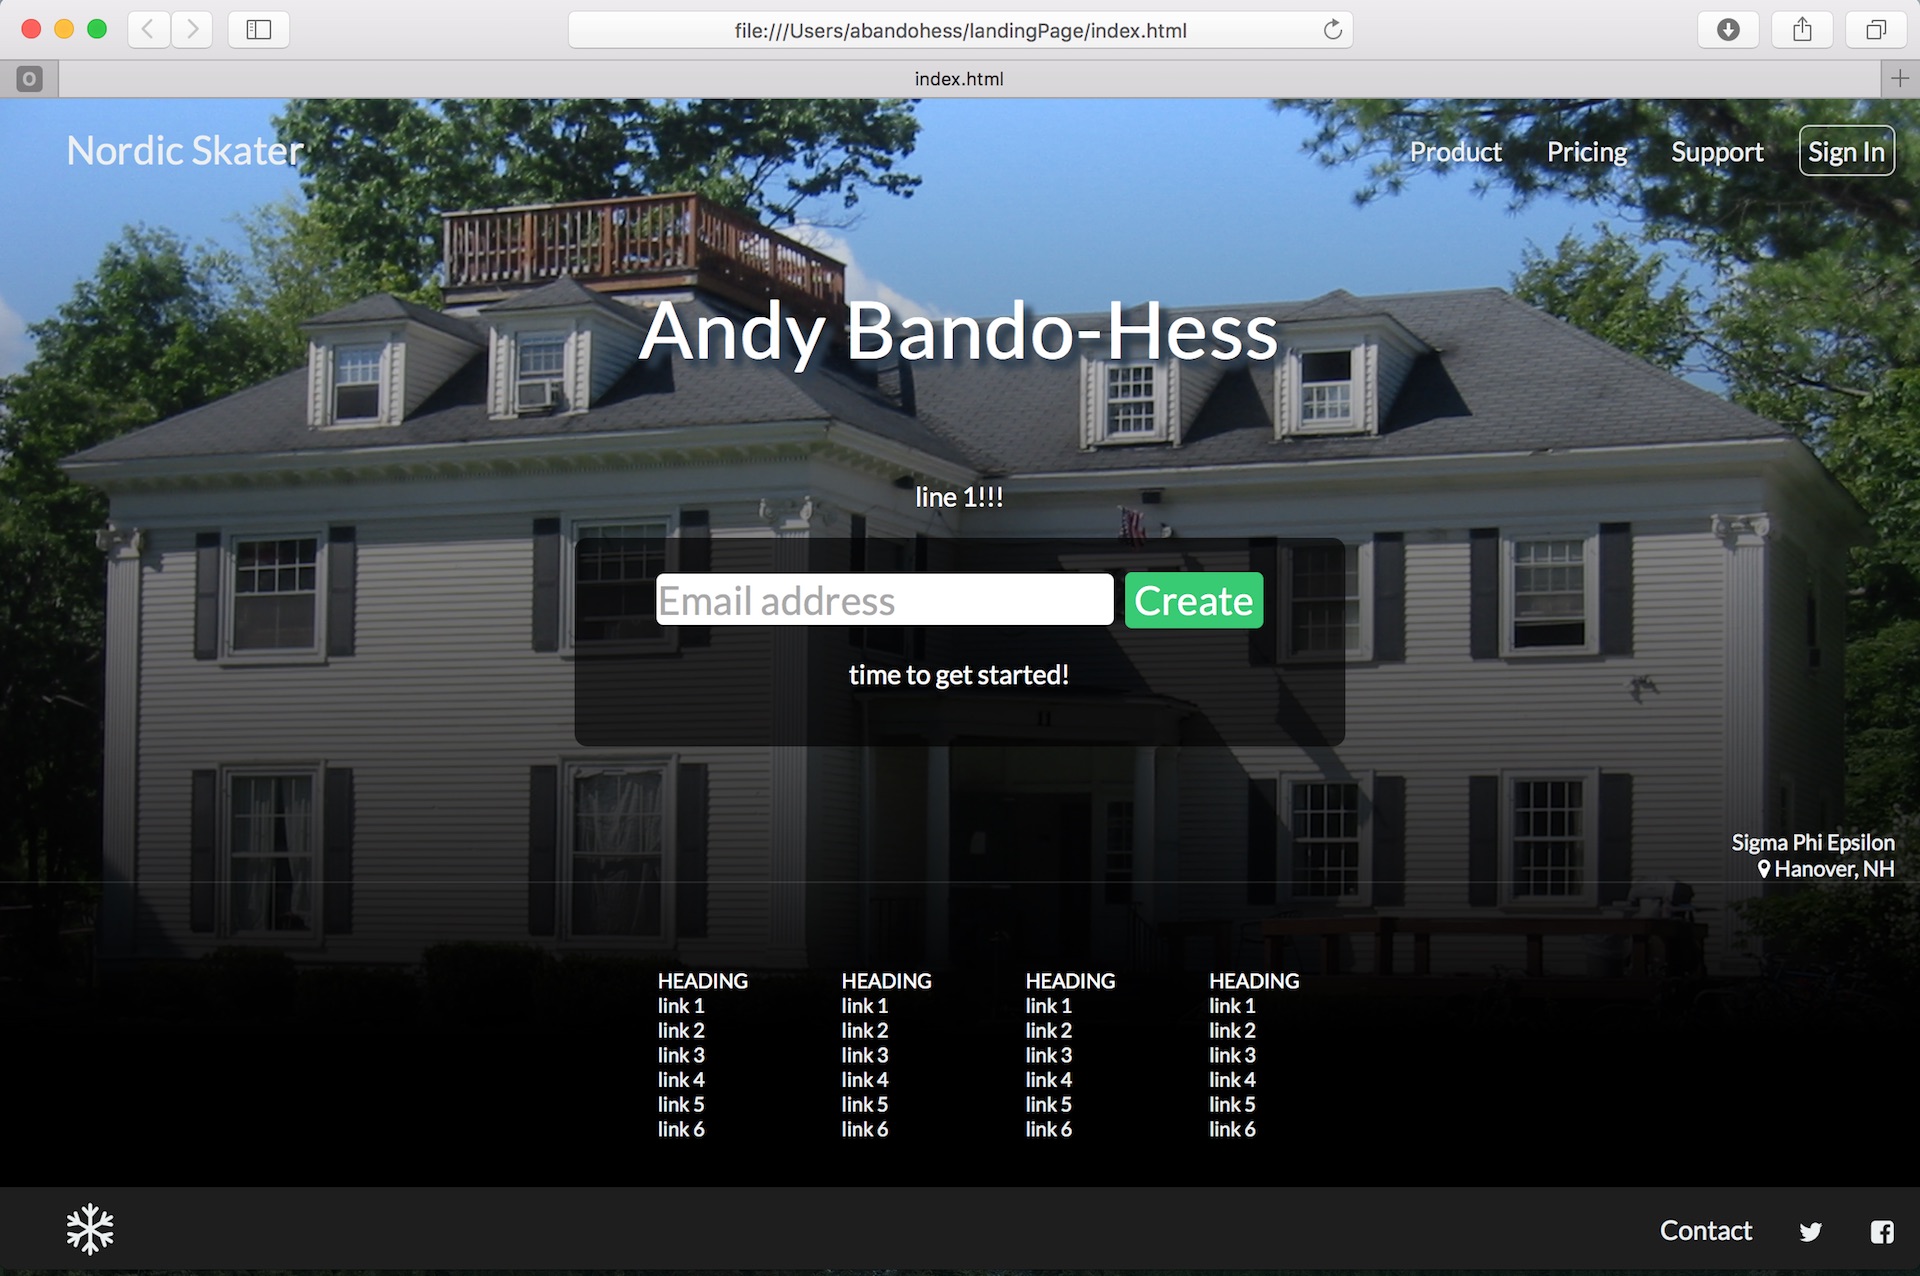 file:///Users/abandohess/landingPage/index.html
O
index.html
Nordic Skater
Product
Pricing
Support
Sign In
Andy Bando-Hess
line 1!!!
Email address
Create
time to get started!
11
Sigma Phi Epsilon
Hanover, NH
HEADING
link 1
link 2
link 3
link 4
link 5
link 6
HEADING
link 1
link 2
link 3
link 4
link 5
link 6
HEADING
link 1
link 2
link 3
link 4
link 5
link 6
HEADING
link 1
link 2
link 3
link 4
link 5
link 6
Contact